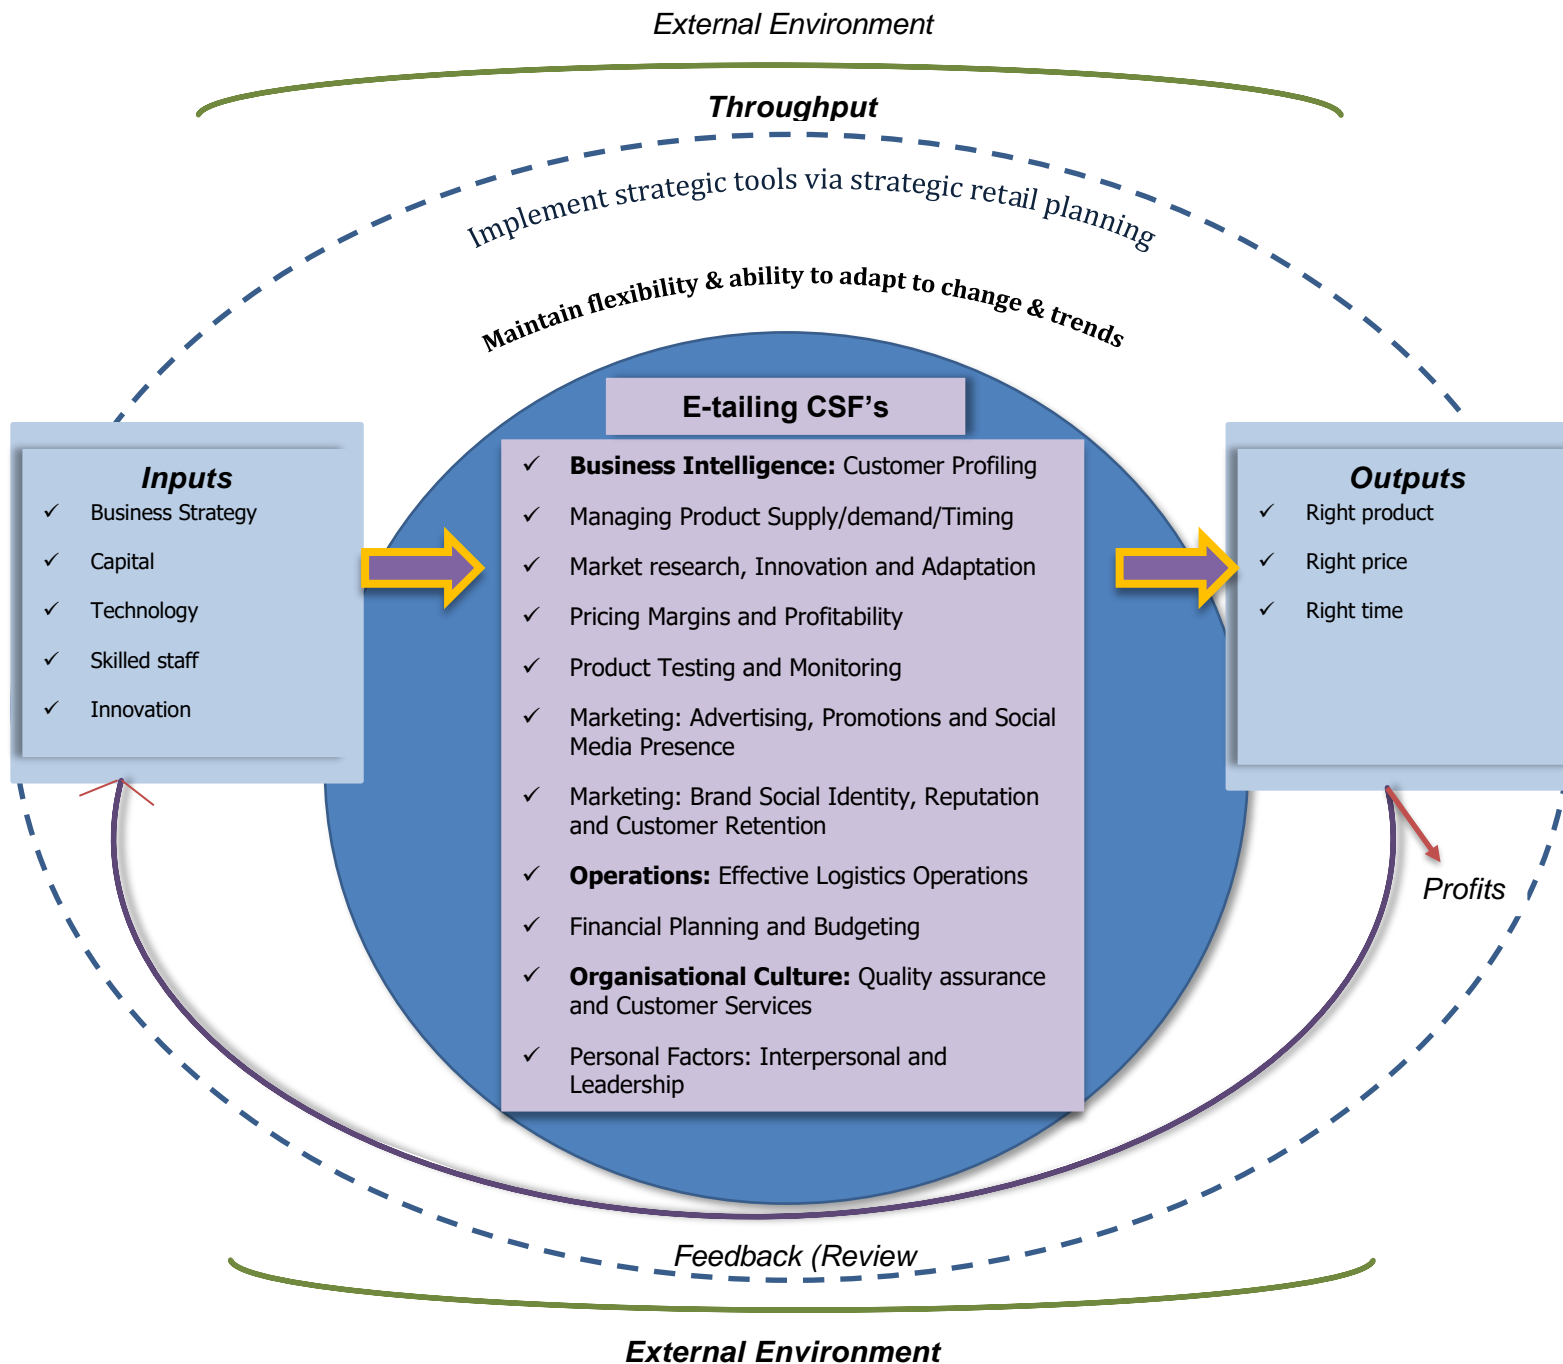 External Environment
Throughput
Implement strategic tools via strategic retail planning
Maintain flexibility & ability to adapt to change & trends
E-tailing CSF's
Inputs
Business Strategy
Capital
Technology
Skilled staff
Innovation
Business Intelligence: Customer Profiling
Managing Product Supply/demand/Timing
Market research, Innovation and Adaptation
Pricing Margins and Profitability
Product Testing and Monitoring
Marketing: Advertising, Promotions and Social
Media Presence
Marketing: Brand Social Identity, Reputation
and Customer Retention
Operations: Effective Logistics Operations
Financial Planning and Budgeting
Organisational Culture: Quality assurance
and Customer Services
Personal Factors: Interpersonal and
Leadership
Outputs
Right product
Right price
Right time
Profits
Feedback (Review
External Environment